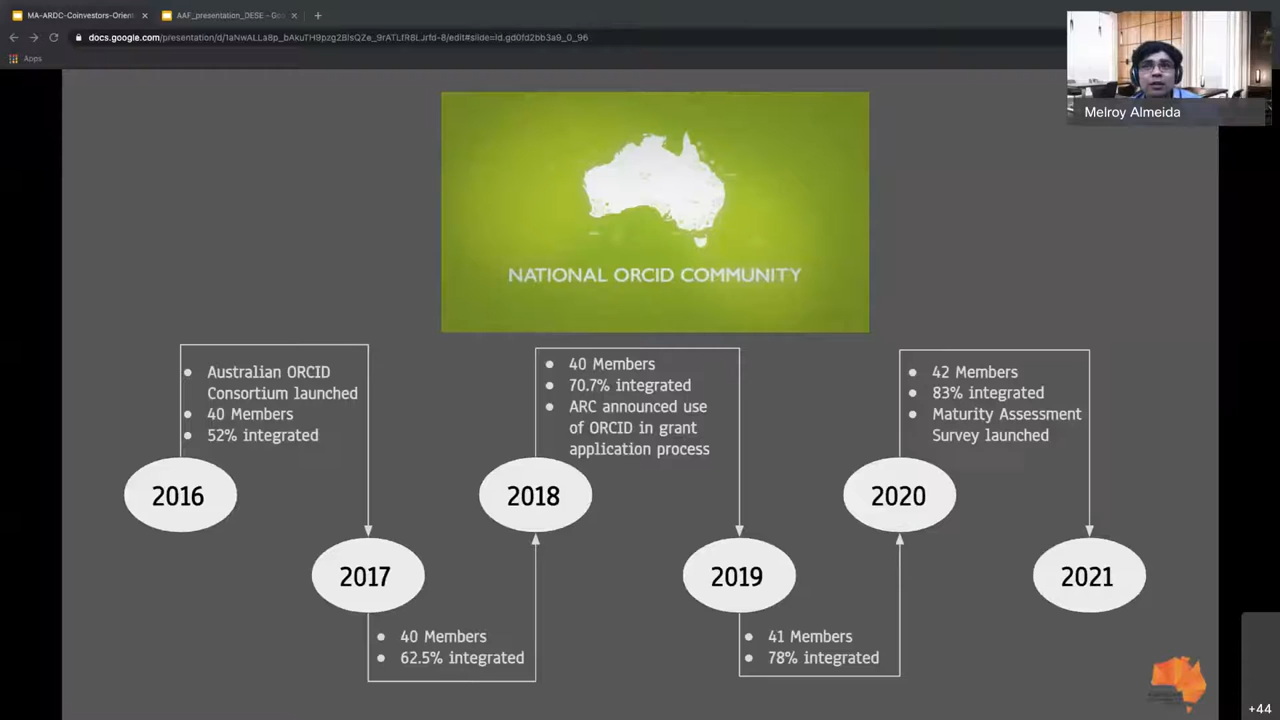 MA-ARDC-Coinvestors-Orient
AAF_presentation_DESE - Goo
docs.google.com/presentation/d/1aNwALLa8p_bAkuTH9pzg2BlsQZe_9rATLfR8LJrfd-8/edit#slide=id.gd0fd2bb3a9_0_96
Apps
Melroy Almeida
NATIONAL ORCID COMMUNITY
• Australian ORCID
Consortium launched
• 40 Members
• 52% integrated
• 40 Members
• 70.7% integrated
• ARC announced use
of ORCID in grant
application process
• 42 Members
• 83% integrated
• Maturity Assessment
Survey launched
2016
2018
2020
2017
2019
2021
• 40 Members
• 62.5% integrated
• 41 Members
• 78% integrated
+44